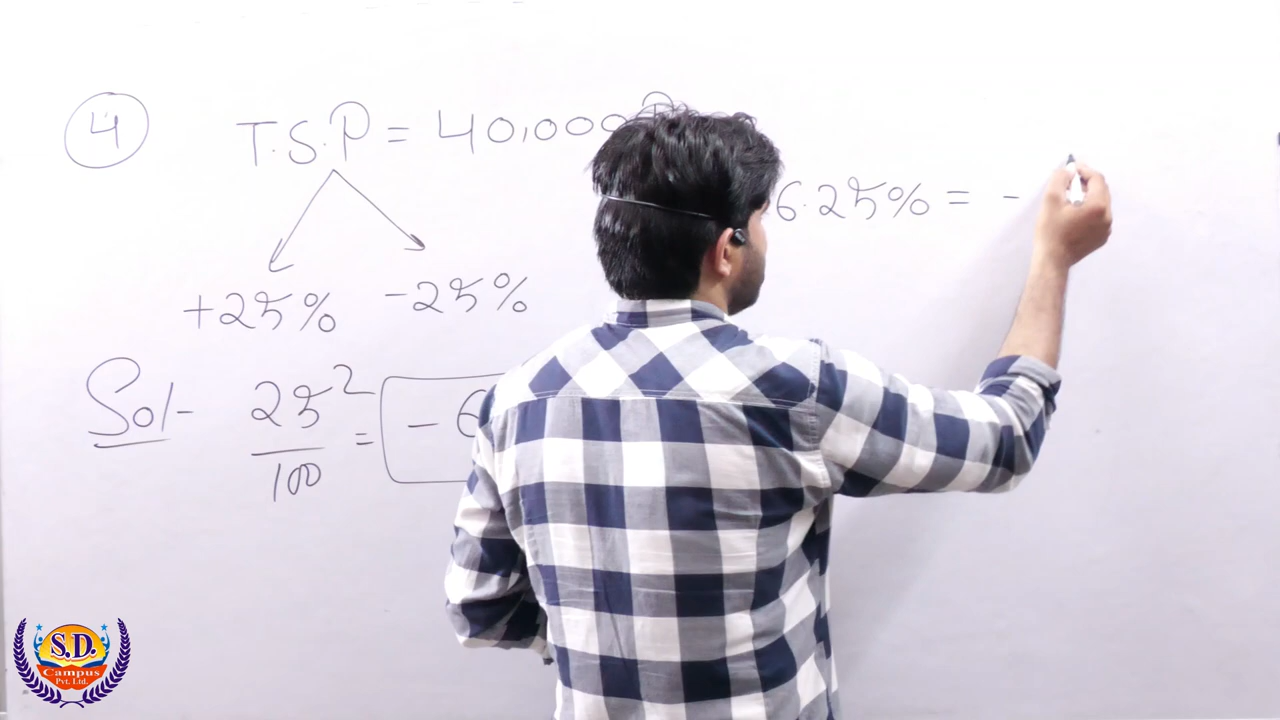 4
T.S.P = 40,000
6.25% = -
+25% -25%
Sol- 25²/100 = - 6
S.D.
Campus
Pvt. Ltd.